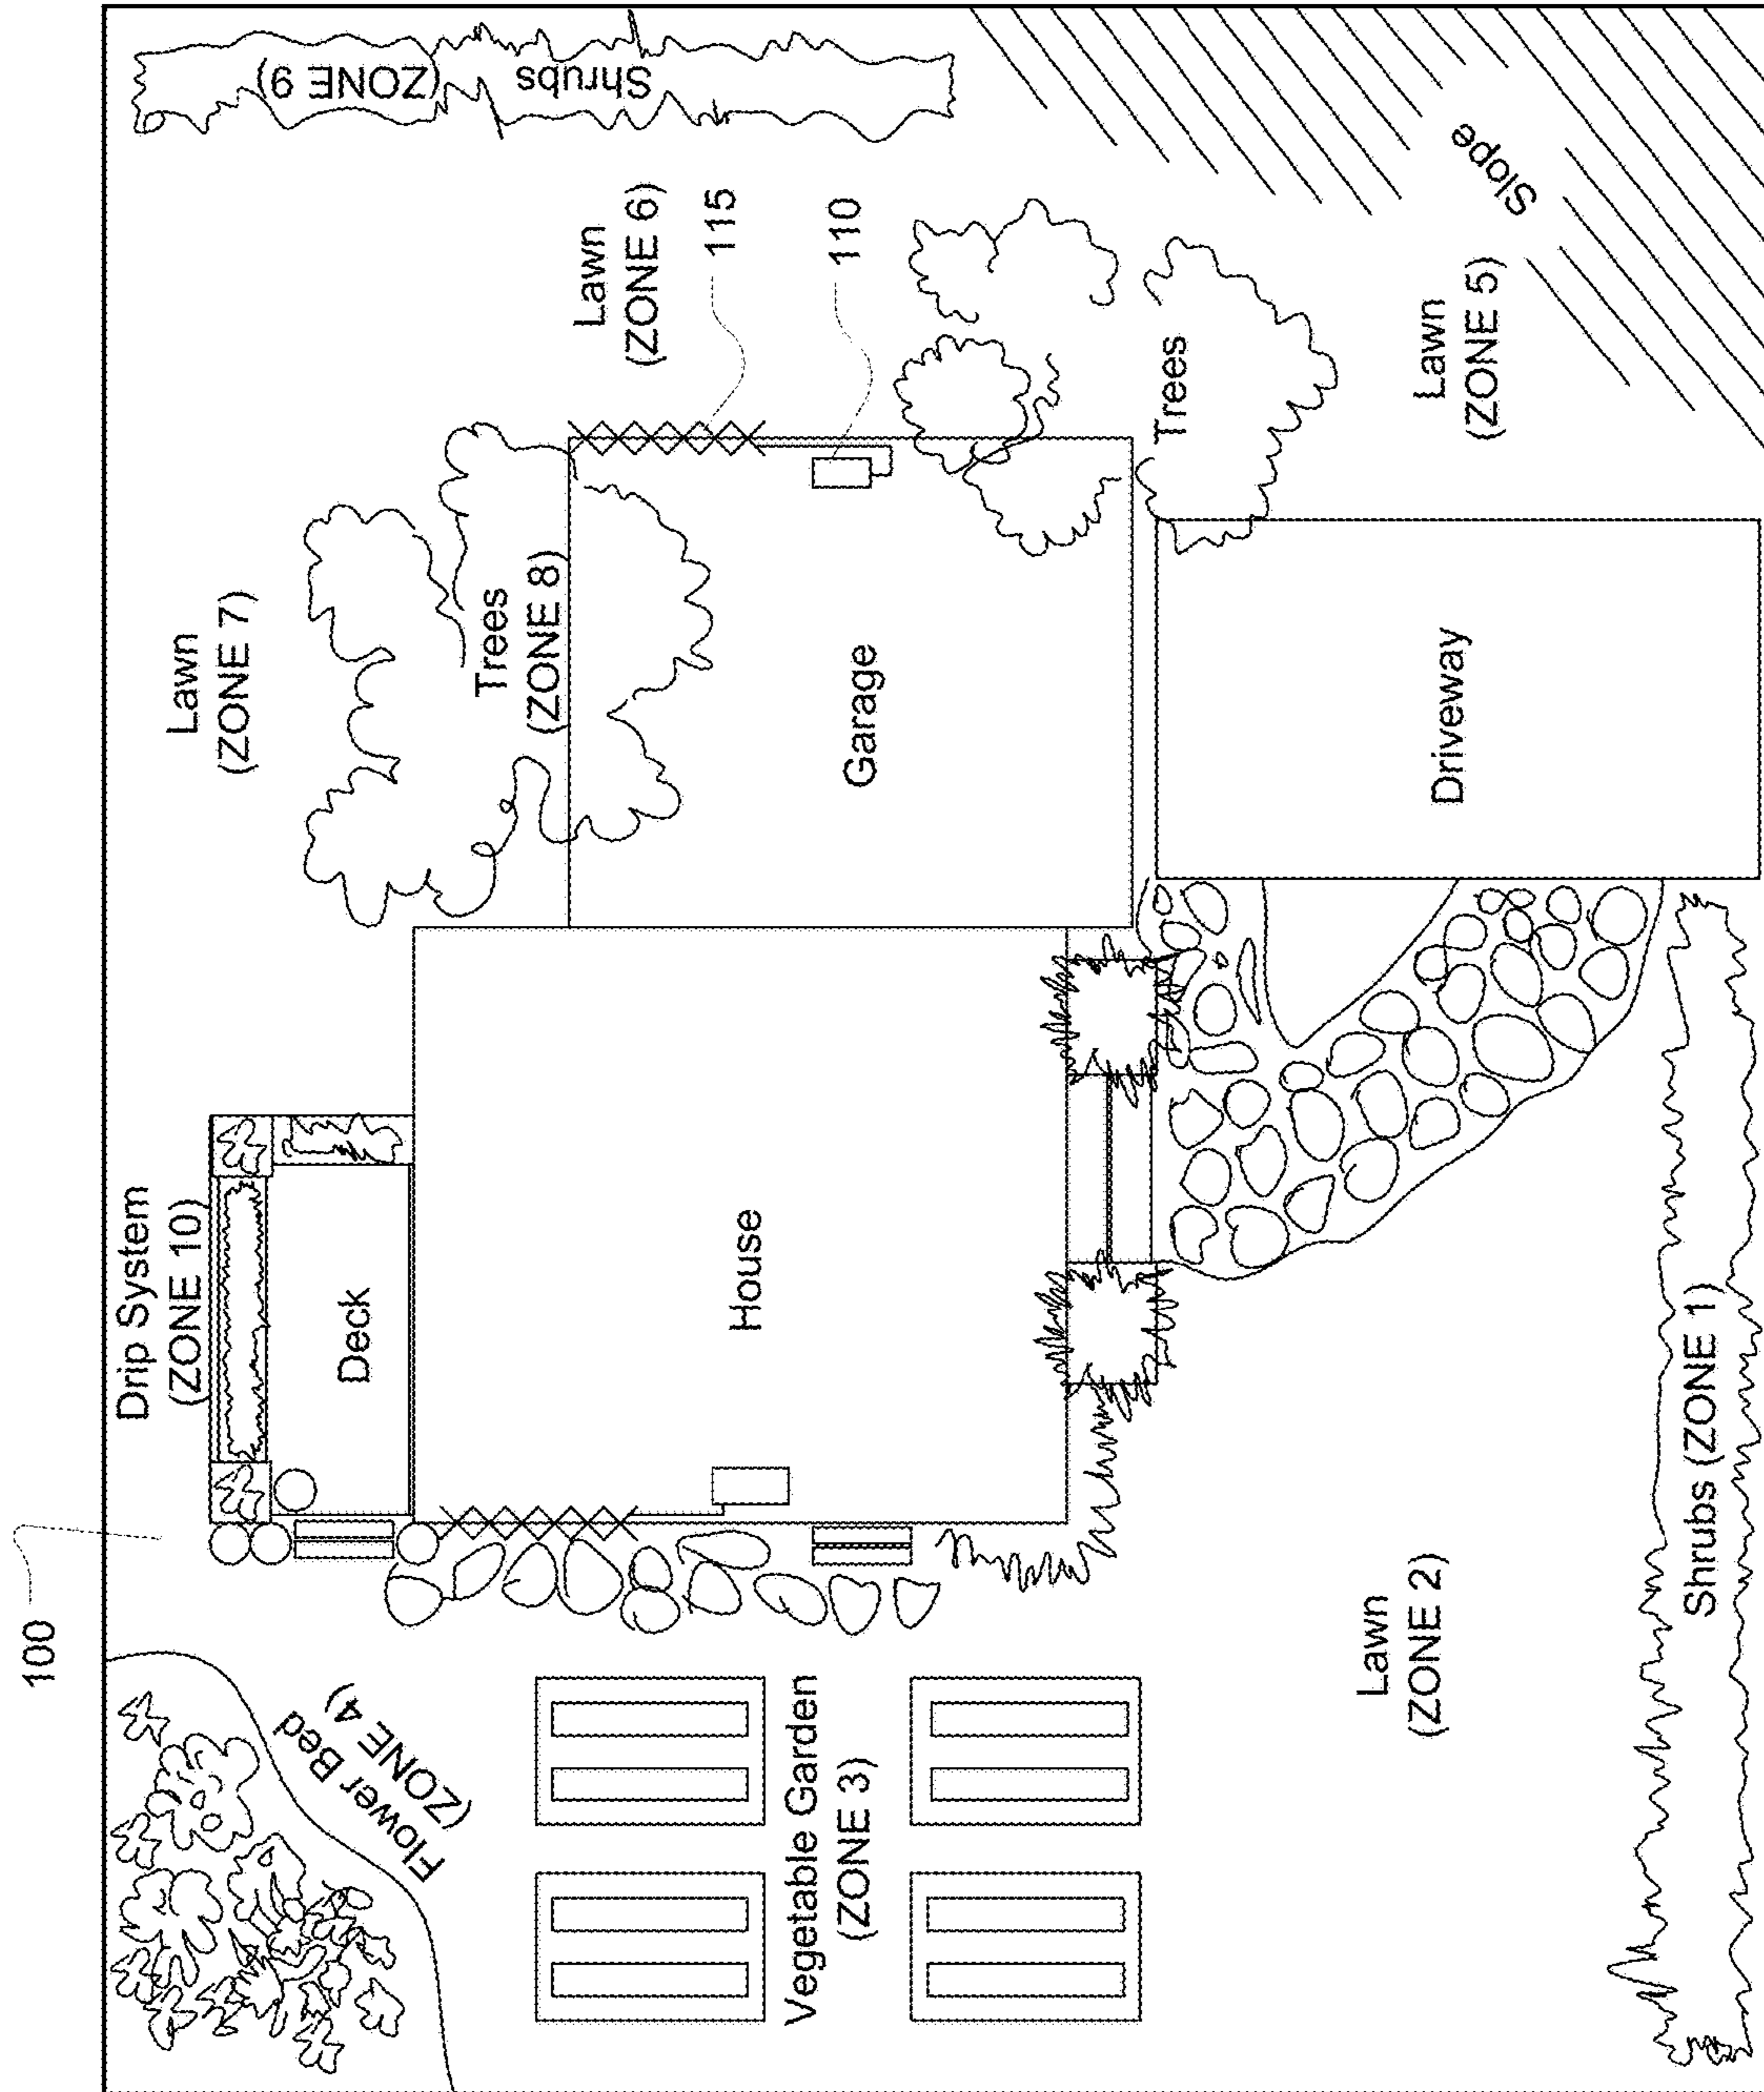 100
Drip System
(ZONE 10)
Lawn
(ZONE 7)
Shrubs (ZONE 9)
Flower Bed
(ZONE 4)
Deck
Trees
(ZONE 8)
Lawn
(ZONE 6)
115
110
Vegetable Garden
(ZONE 3)
House
Garage
Trees
Slope
Lawn
(ZONE 2)
Driveway
Lawn
(ZONE 5)
Shrubs (ZONE 1)